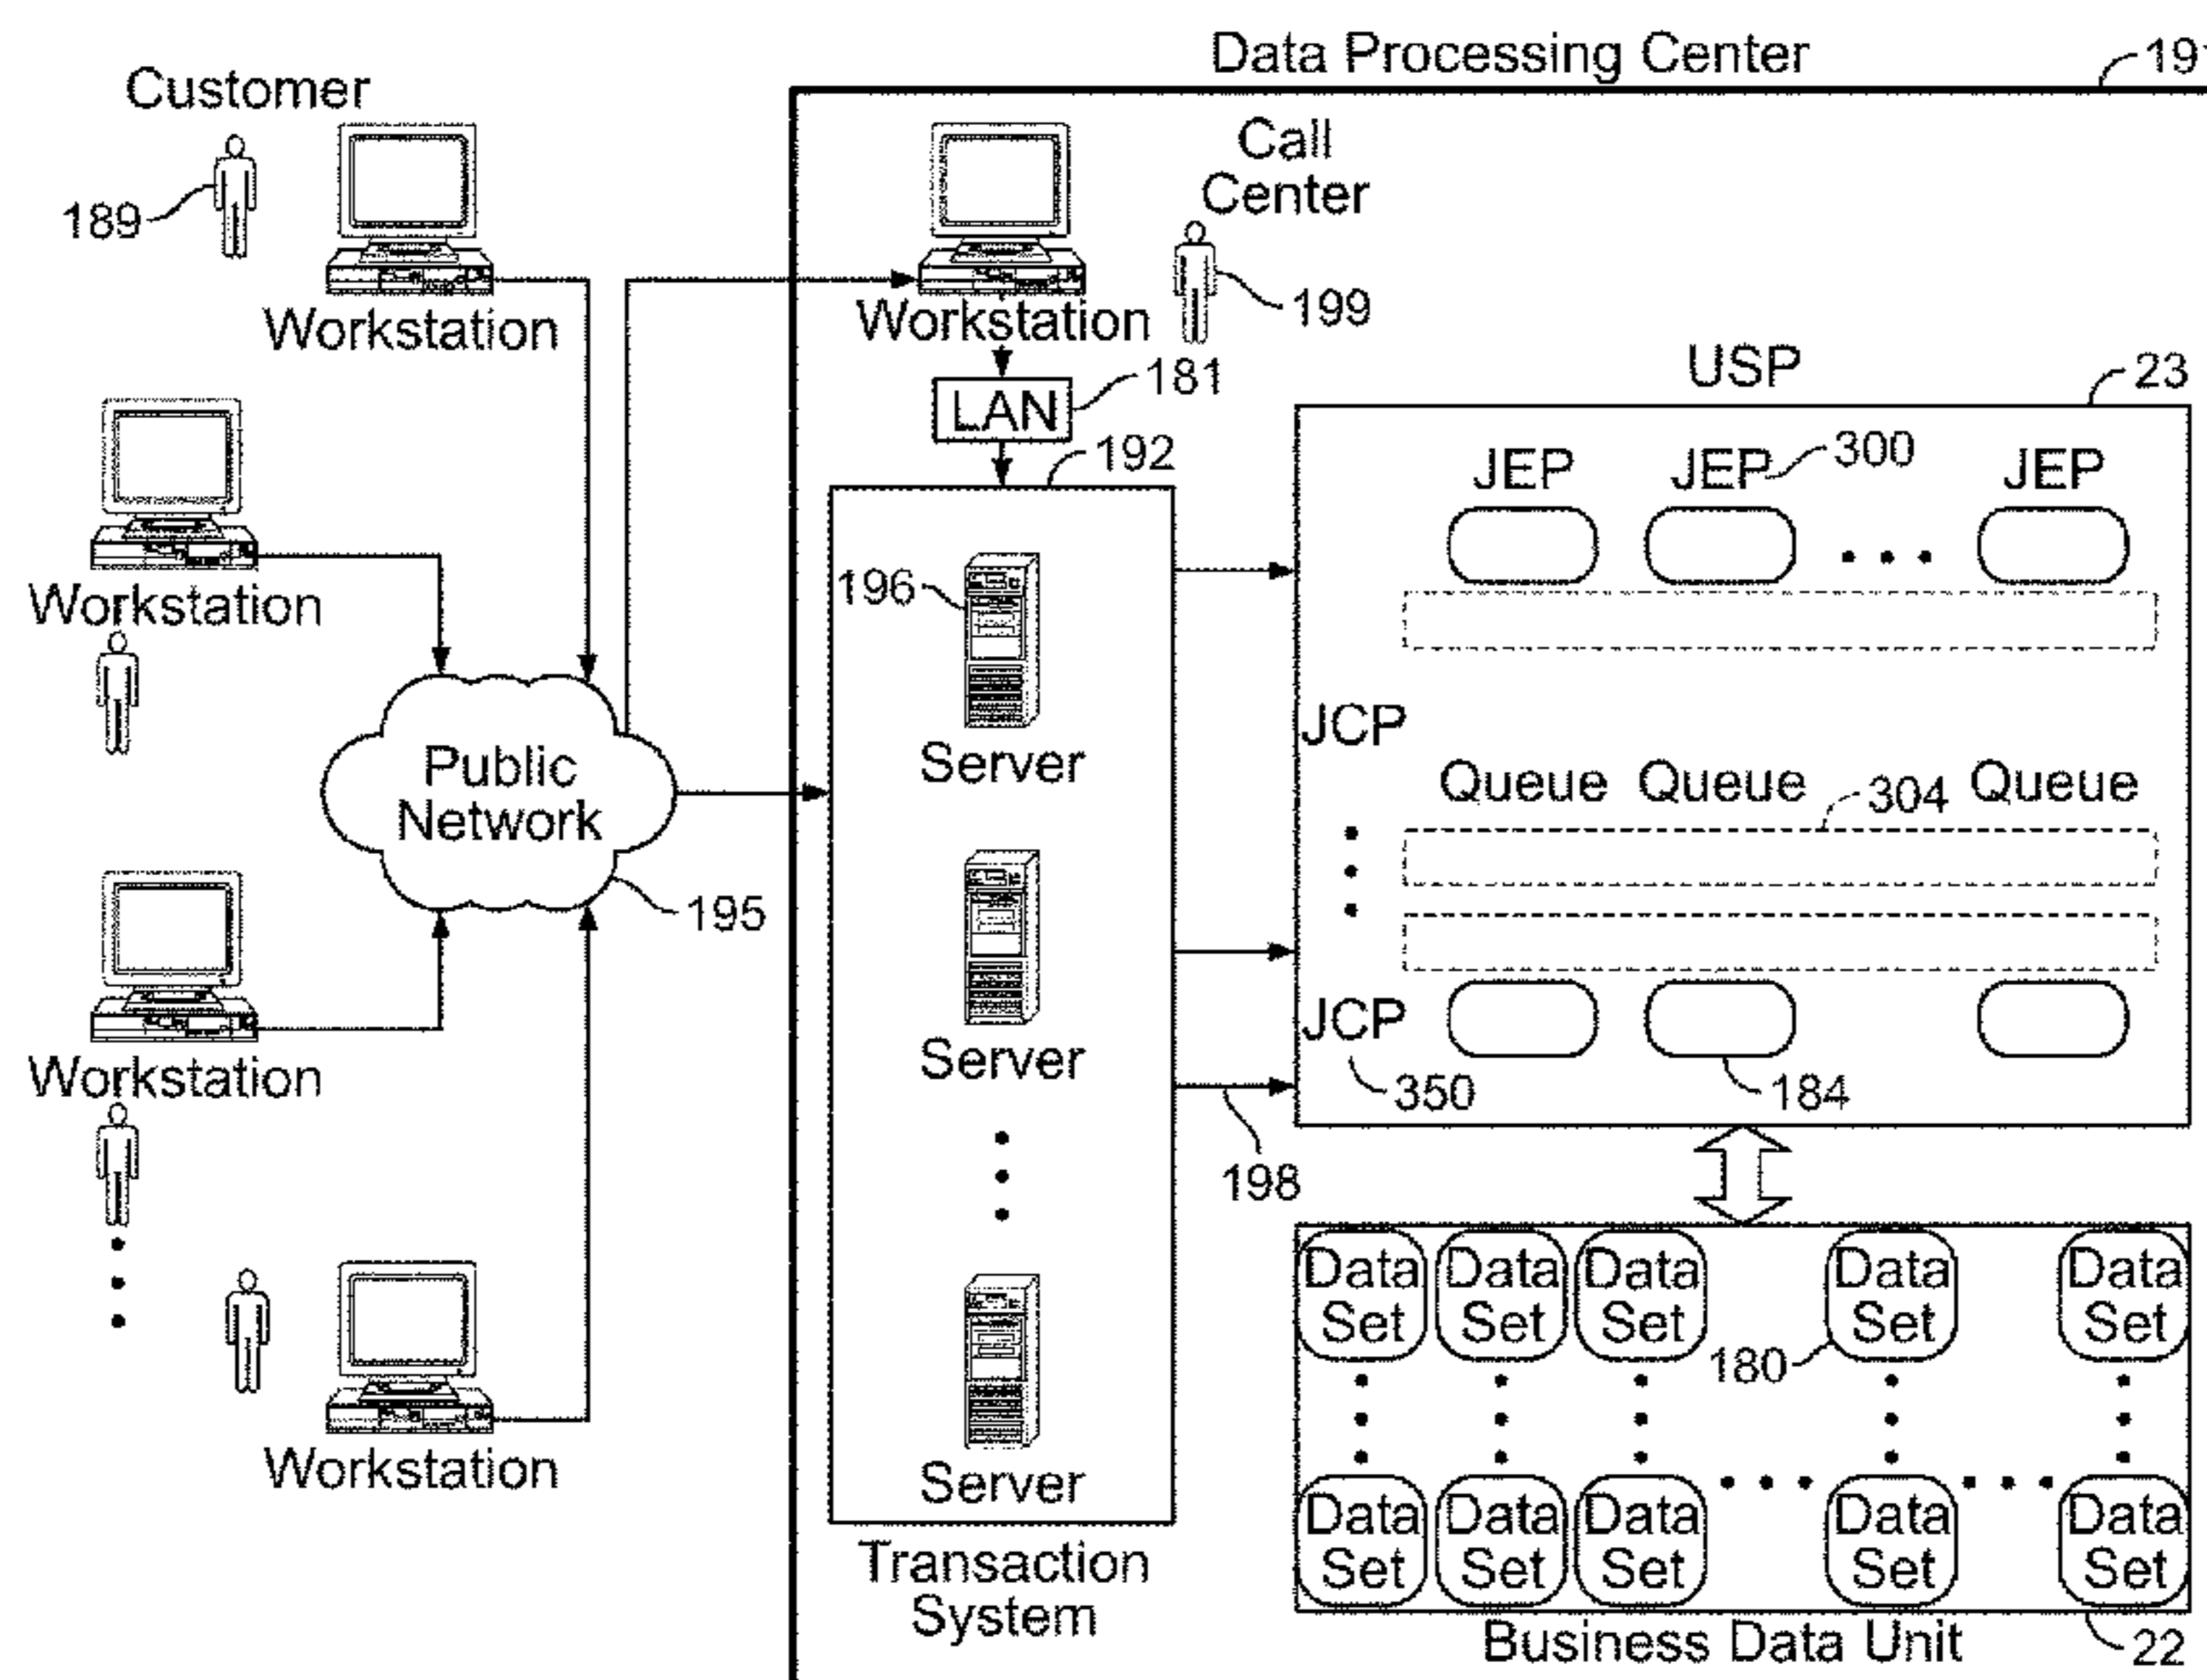 Data Processing Center
191
Customer
189
Workstation
Call
Center
199
Workstation
181
LAN
192
Workstation
Public
Network
195
Workstation
Workstation
196
Server
Server
Server
Transaction
System
198
USP
23
JEP JEP 300 JEP
JCP
Queue Queue 304 Queue
JCP
350
184
Data Data Data Data Data
Set Set Set Set Set
180
Data Data Data Data Data
Set Set Set Set Set
Business Data Unit
22